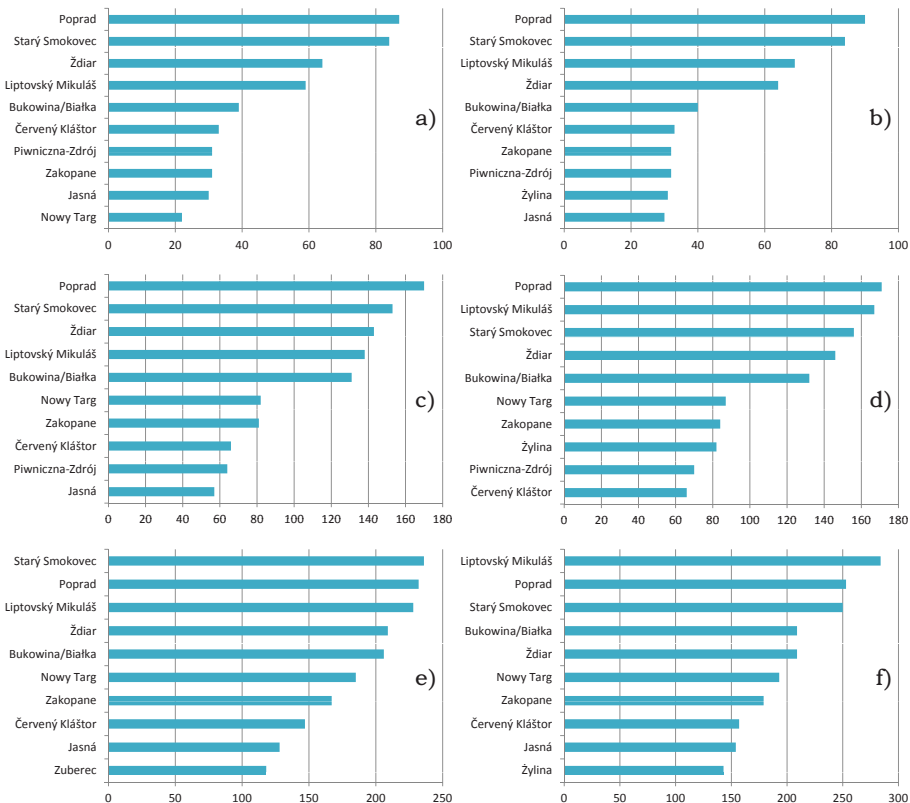 Poprad
Starý Smokovec
Ždiar
Liptovský Mikuláš
Bukowina/Białka
Červený Kláštor
Piwniczna-Zdrój
Zakopane
Jasná
Nowy Targ
0 20 40 60 80 100
a)
Poprad
Starý Smokovec
Liptovský Mikuláš
Ždiar
Bukowina/Białka
Červený Kláštor
Zakopane
Piwniczna-Zdrój
Żylina
Jasná
0 20 40 60 80 100
b)
Poprad
Starý Smokovec
Ždiar
Liptovský Mikuláš
Bukowina/Białka
Nowy Targ
Zakopane
Červený Kláštor
Piwniczna-Zdrój
Jasná
0 20 40 60 80 100 120 140 160 180
c)
Poprad
Liptovský Mikuláš
Starý Smokovec
Ždiar
Bukowina/Białka
Nowy Targ
Zakopane
Żylina
Piwniczna-Zdrój
Červený Kláštor
0 20 40 60 80 100 120 140 160 180
d)
Starý Smokovec
Poprad
Liptovský Mikuláš
Ždiar
Bukowina/Białka
Nowy Targ
Zakopane
Červený Kláštor
Jasná
Zuberec
0 50 100 150 200 250
e)
Liptovský Mikuláš
Poprad
Starý Smokovec
Bukowina/Białka
Ždiar
Nowy Targ
Zakopane
Červený Kláštor
Jasná
Żylina
0 50 100 150 200 250 300
f)